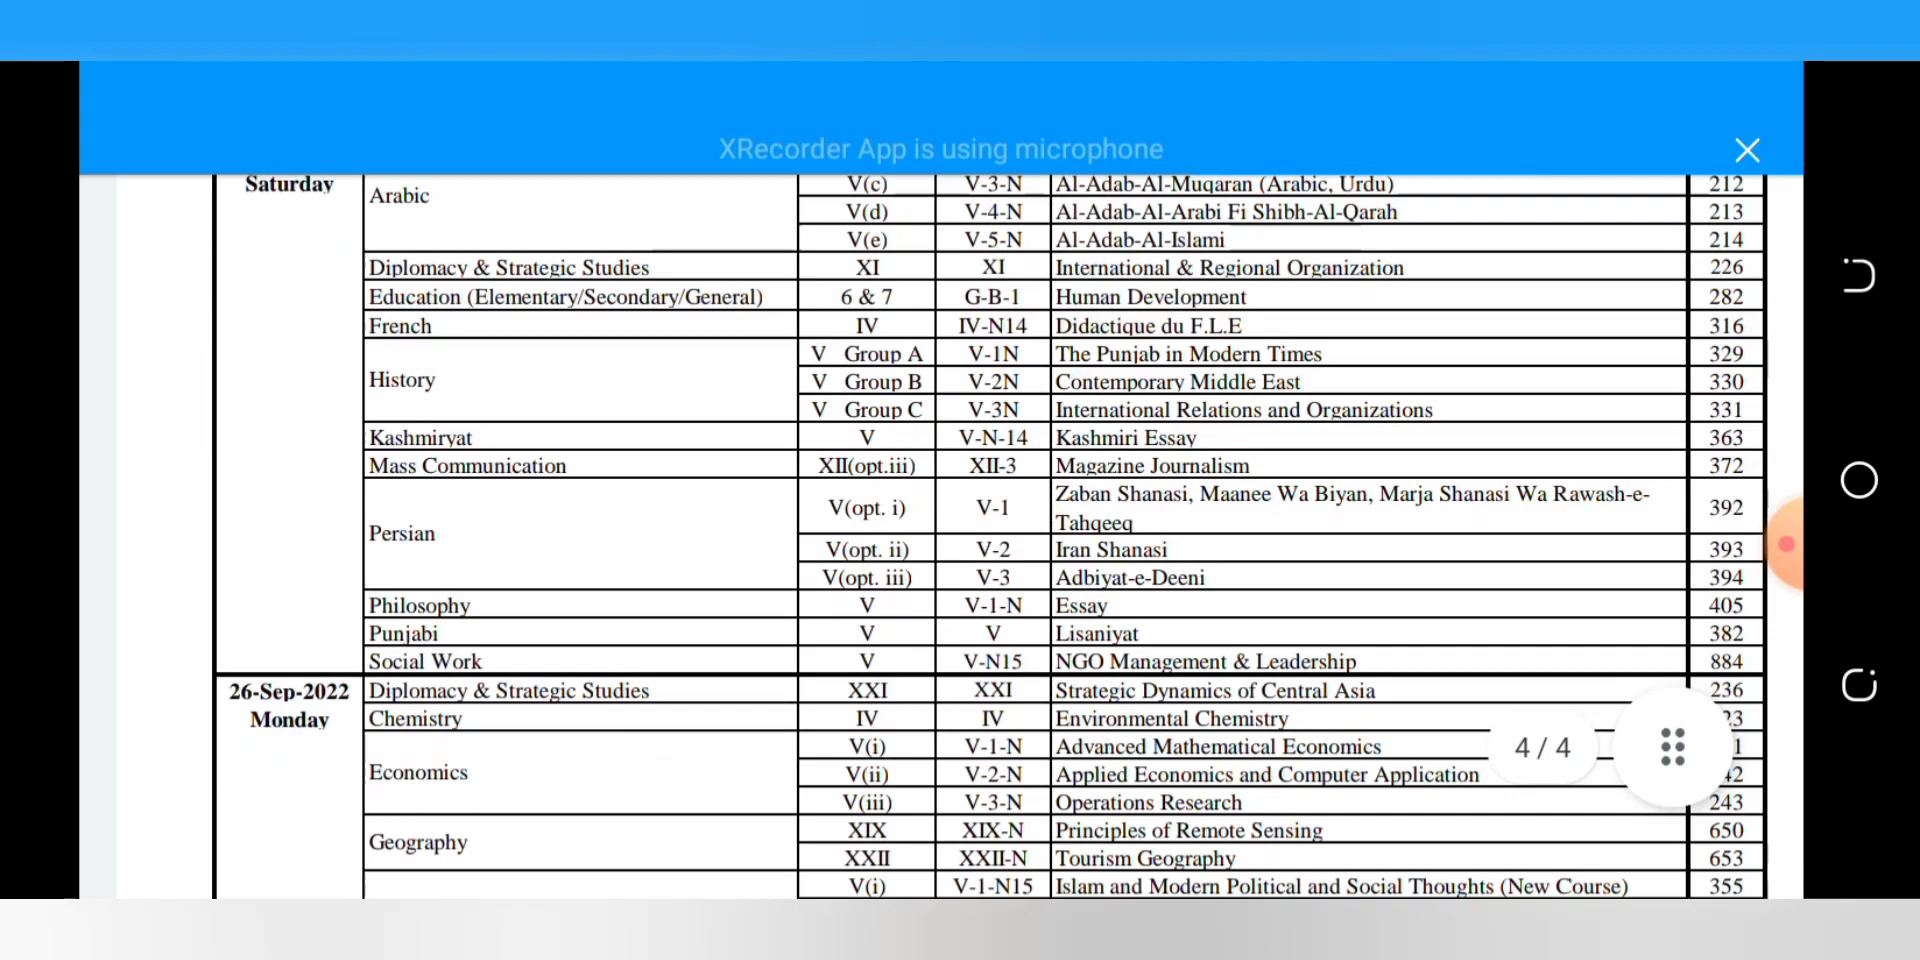 XRecorder App is using microphone
Saturday
Arabic
V(c) V-3-N Al-Adab-Al-Muqaran (Arabic, Urdu) 212
V(d) V-4-N Al-Adab-Al-Arabi Fi Shibh-Al-Qarah 213
V(e) V-5-N Al-Adab-Al-Islami 214
Diplomacy & Strategic Studies XI XI International & Regional Organization 226
Education (Elementary/Secondary/General) 6 & 7 G-B-1 Human Development 282
French IV IV-N14 Didactique du F.L.E 316
History
V Group A V-1N The Punjab in Modern Times 329
V Group B V-2N Contemporary Middle East 330
V Group C V-3N International Relations and Organizations 331
Kashmiryat V V-N-14 Kashmiri Essay 363
Mass Communication XII(opt.iii) XII-3 Magazine Journalism 372
Persian
V(opt. i) V-1 Zaban Shanasi, Maanee Wa Biyan, Marja Shanasi Wa Rawash-e-
Tahqeeq 392
V(opt. ii) V-2 Iran Shanasi 393
V(opt. iii) V-3 Adbiyat-e-Deeni 394
Philosophy V V-1-N Essay 405
Punjabi V V Lisaniyat 382
Social Work V V-N15 NGO Management & Leadership 884
26-Sep-2022
Monday
Diplomacy & Strategic Studies XXI XXI Strategic Dynamics of Central Asia 236
Chemistry IV IV Environmental Chemistry
Economics
V(i) V-1-N Advanced Mathematical Economics
V(ii) V-2-N Applied Economics and Computer Application
V(iii) V-3-N Operations Research 243
4 / 4
Geography
XIX XIX-N Principles of Remote Sensing 650
XXII XXII-N Tourism Geography 653
V(i) V-1-N15 Islam and Modern Political and Social Thoughts (New Course) 355